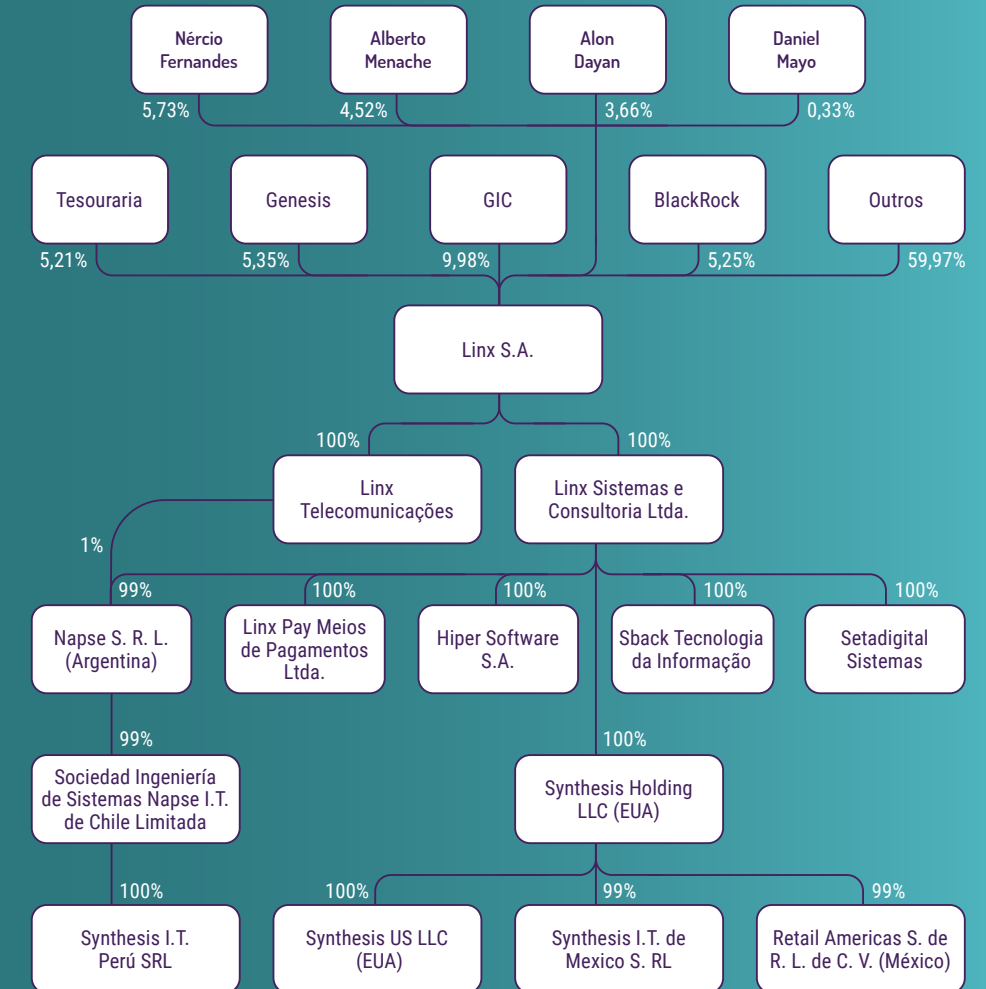 Nércio
Fernandes
Alberto
Menache
Alon
Dayan
Daniel
Mayo
5,73%
4,52%
3,66%
0,33%
Tesouraria
Genesis
GIC
BlackRock
Outros
5,21%
5,35%
9,98%
5,25%
59,97%
Linx S.A.
100%
100%
Linx
Telecomunicações
Linx Sistemas e
Consultoria Ltda.
1%
99%
100%
100%
100%
100%
Napse S. R. L.
(Argentina)
Linx Pay Meios
de Pagamentos
Ltda.
Hiper Software
S.A.
Sback Tecnologia
da Informação
Setadigital
Sistemas
99%
100%
Sociedad Ingeniería
de Sistemas Napse I.T.
de Chile Limitada
Synthesis Holding
LLC (EUA)
100%
100%
99%
99%
Synthesis I.T.
Perú SRL
Synthesis US LLC
(EUA)
Synthesis I.T. de
Mexico S. RL
Retail Americas S. de
R. L. de C. V. (México)